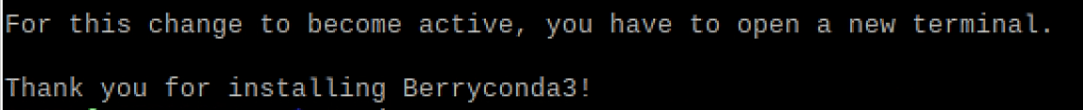 For this change to become active, you have to open a new terminal.
Thank you for installing Berryconda3!